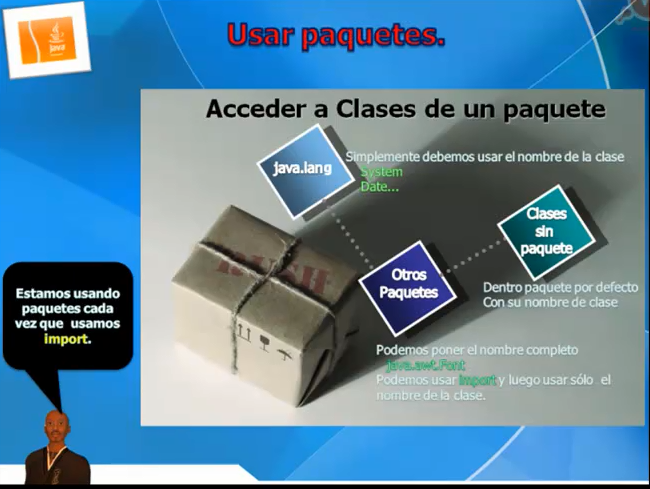 Java
Usar paquetes.
Acceder a Clases de un paquete
java.lang
Simplemente debemos usar el nombre de la clase
System
Date...
Clases
sin
paquete
Otros
Paquetes
Dentro paquete por defecto
Con su nombre de clase
RUSH
Estamos usando
paquetes cada
vez que usamos
import.
Podemos poner el nombre completo
java.awt.Font
Podemos usar import y luego usar sólo el
nombre de la clase.